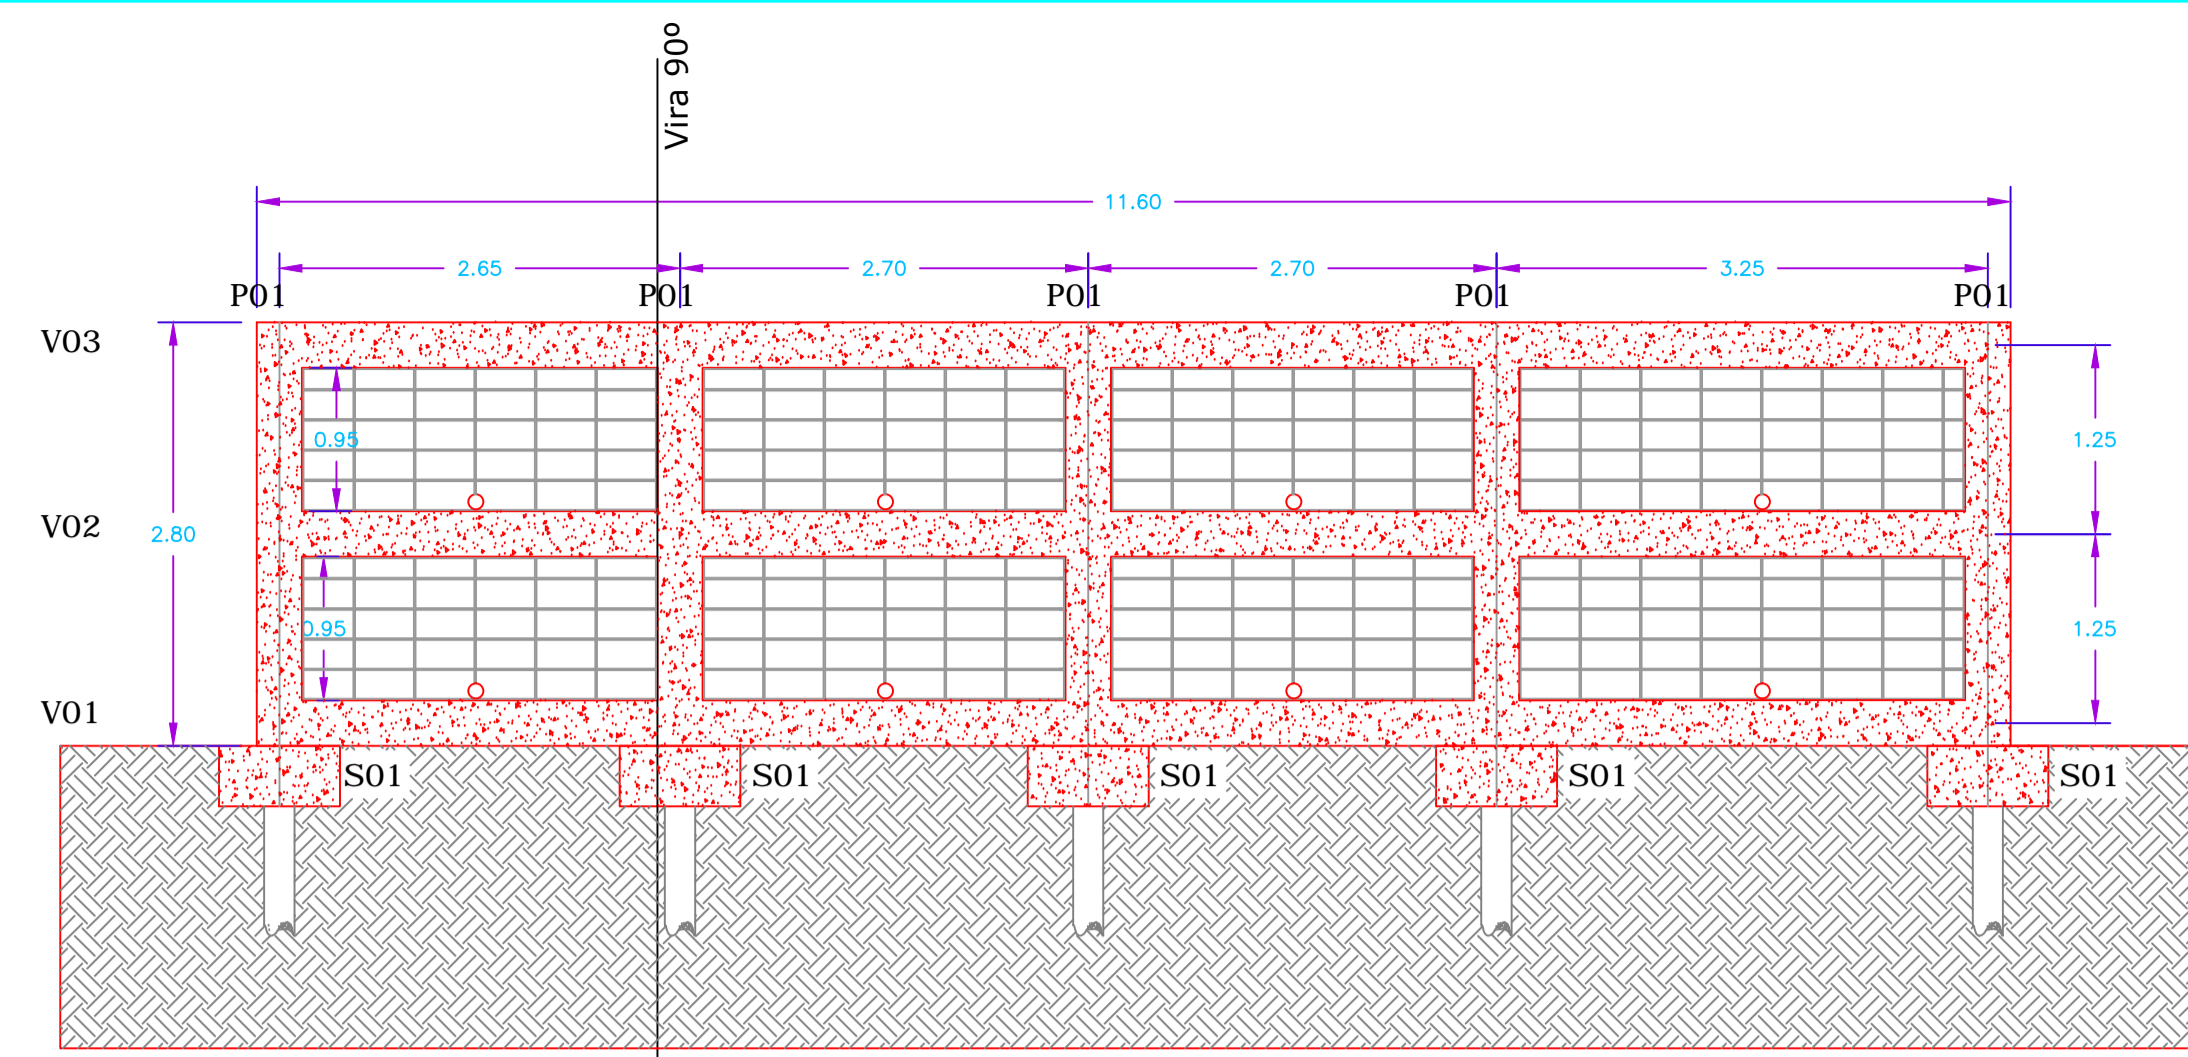 Vira 90º
11.60
2.65 2.70 2.70 3.25
P01 P01 P01 P01 P01
V03
0.95 1.25
V02
2.80
0.95 1.25
V01
S01 S01 S01 S01 S01